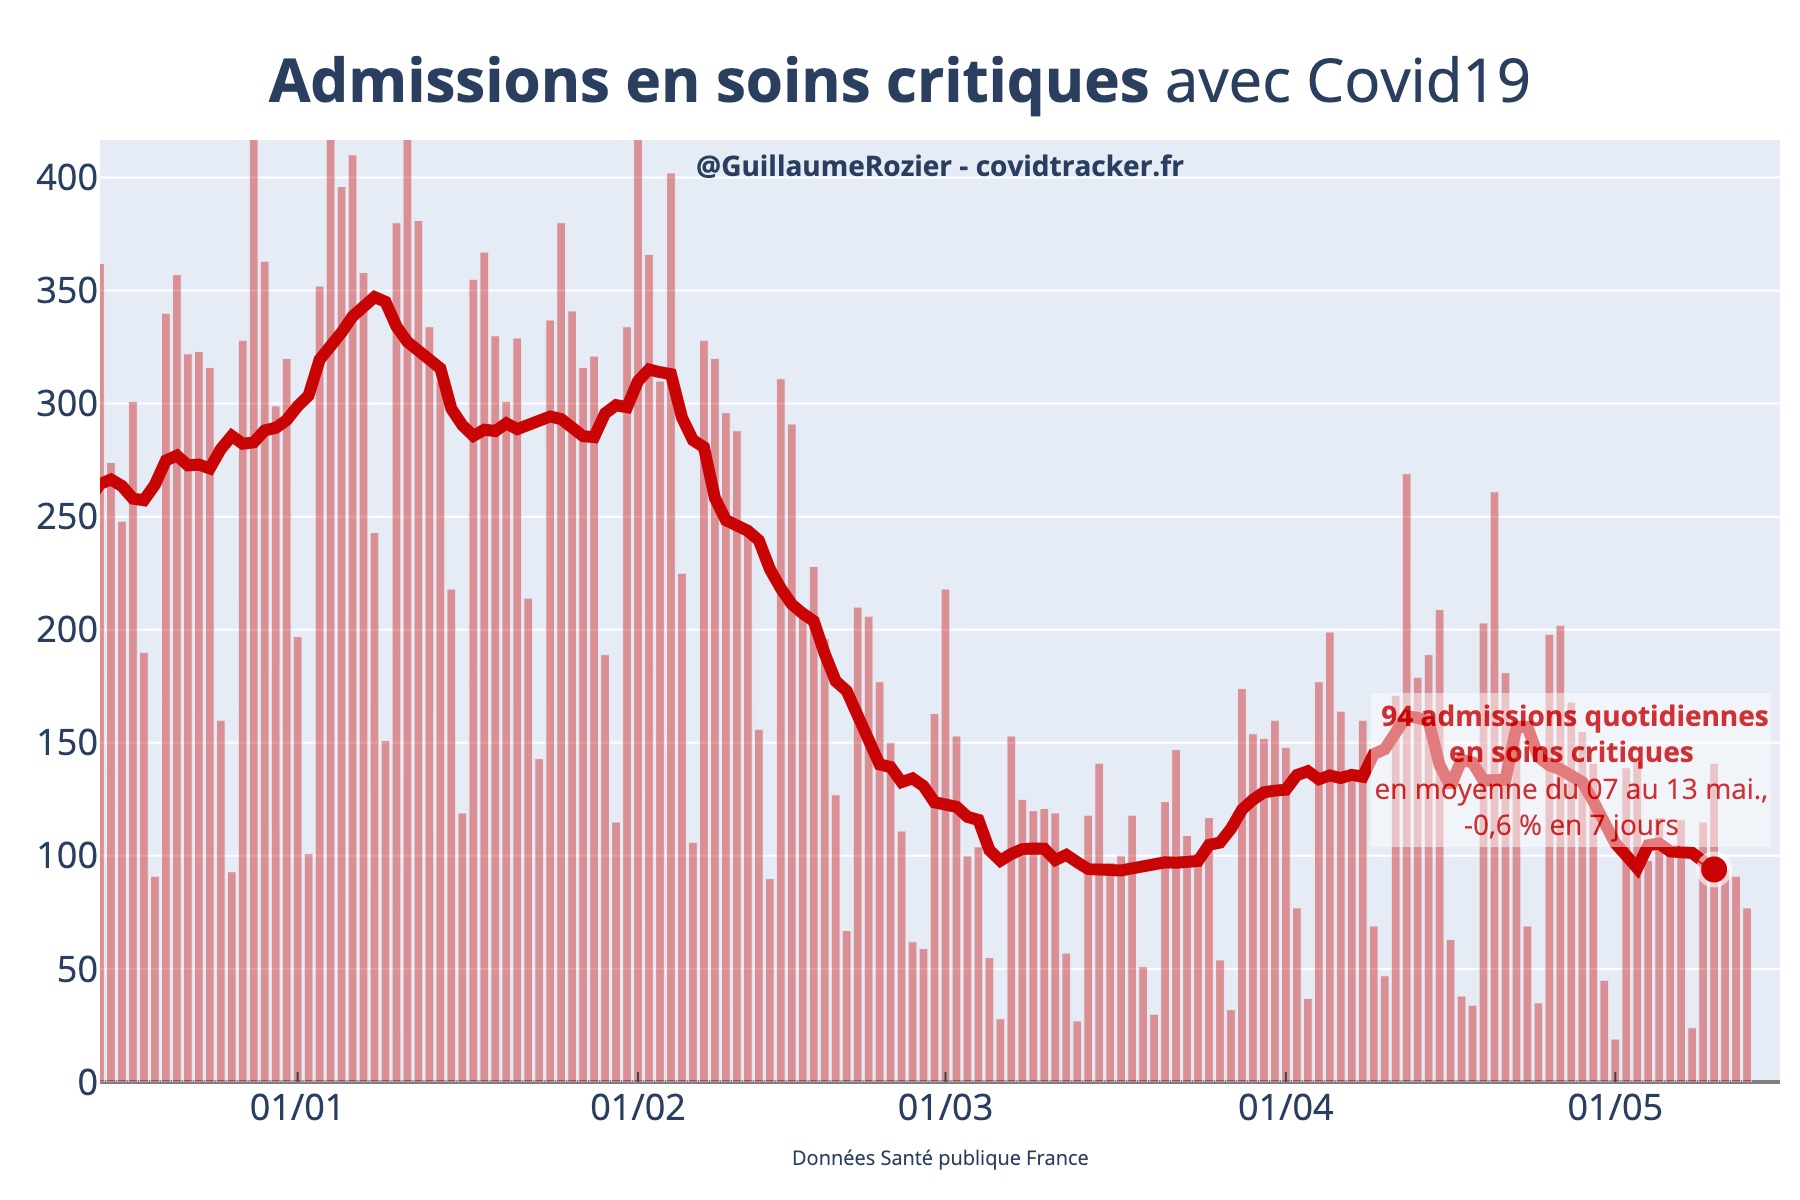 Admissions en soins critiques avec Covid19
@GuillaumeRozier - covidtracker.fr
400
350
300
250
200
150
100
50
0
94 admissions quotidiennes
en soins critiques
en moyenne du 07 au 13 mai.,
-0,6 % en 7 jours
01/01
01/02
01/03
01/04
01/05
Données Santé publique France